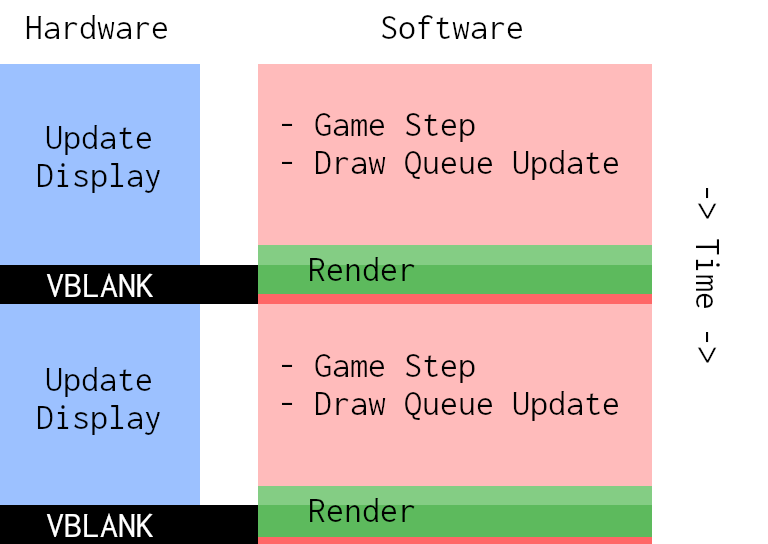 Hardware
Software
Update
Display
- Game Step
- Draw Queue Update
VBLANK
Render
Update
Display
- Game Step
- Draw Queue Update
VBLANK
Render
-> Time ->